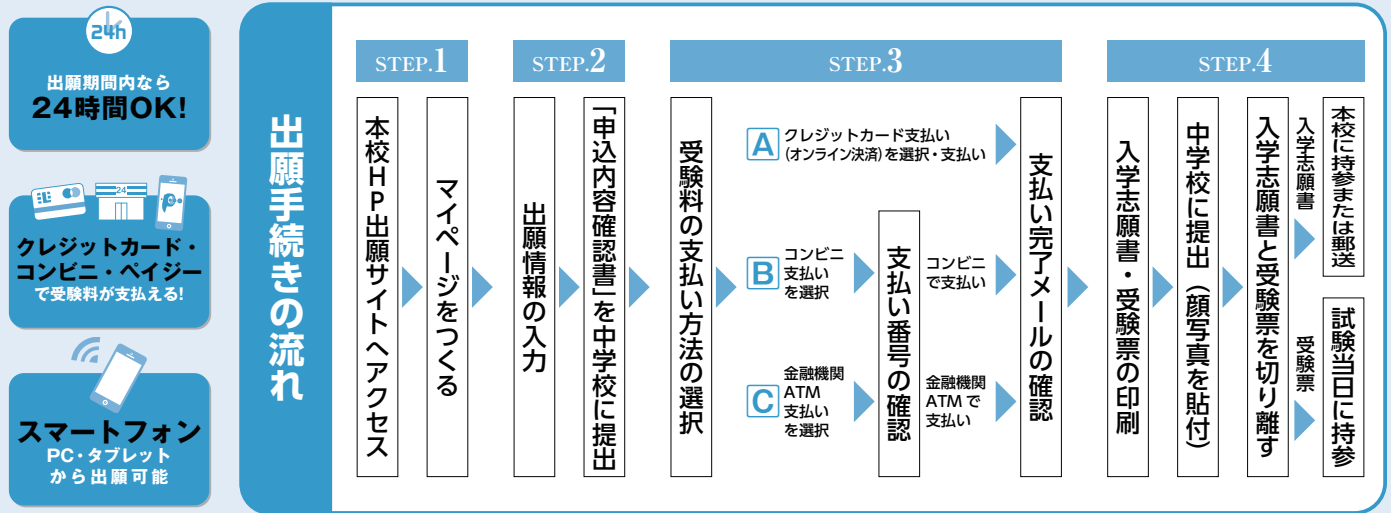 24h
出願期間内なら
24時間OK!
24
クレジットカード・
コンビニ・ペイジー
で受験料が支払える!
スマートフォン
PC・タブレット
から出願可能
出願手続きの流れ
STEP.1
本校HP出願サイトへアクセス
マイページをつくる
STEP.2
出願情報の入力
「申込内容確認書」を中学校に提出
STEP.3
受験料の支払い方法の選択
A
クレジットカード支払い
(オンライン決済)を選択・支払い
B
コンビニ
支払い
を選択
C
金融機関
ATM
支払い
を選択
支払い番号の確認
コンビニ
で支払い
金融機関
ATMで
支払い
支払い完了メールの確認
STEP.4
入学志願書・受験票の印刷
中学校に提出(顔写真を貼付)
入学志願書と受験票を切り離す
入学志願書
本校に持参または郵送
受験票
試験当日に持参